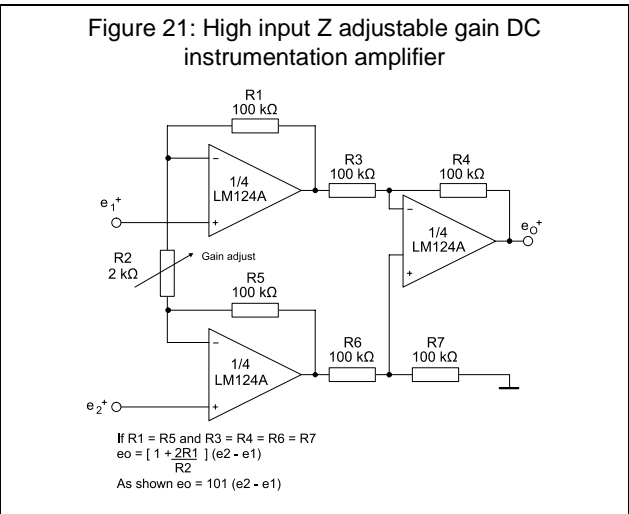 Figure 21: High input Z adjustable gain DC
instrumentation amplifier
R1
100 kΩ
R3
100 kΩ
R4
100 kΩ
1/4
LM124A
e1+
eO+
1/4
LM124A
R2
2 kΩ
Gain adjust
R5
100 kΩ
R6
100 kΩ
R7
100 kΩ
1/4
LM124A
e2+
If R1 = R5 and R3 = R4 = R6 = R7
eo = [ 1 + 2R1 ] (e2 - e1)
R2
As shown eo = 101 (e2 - e1)